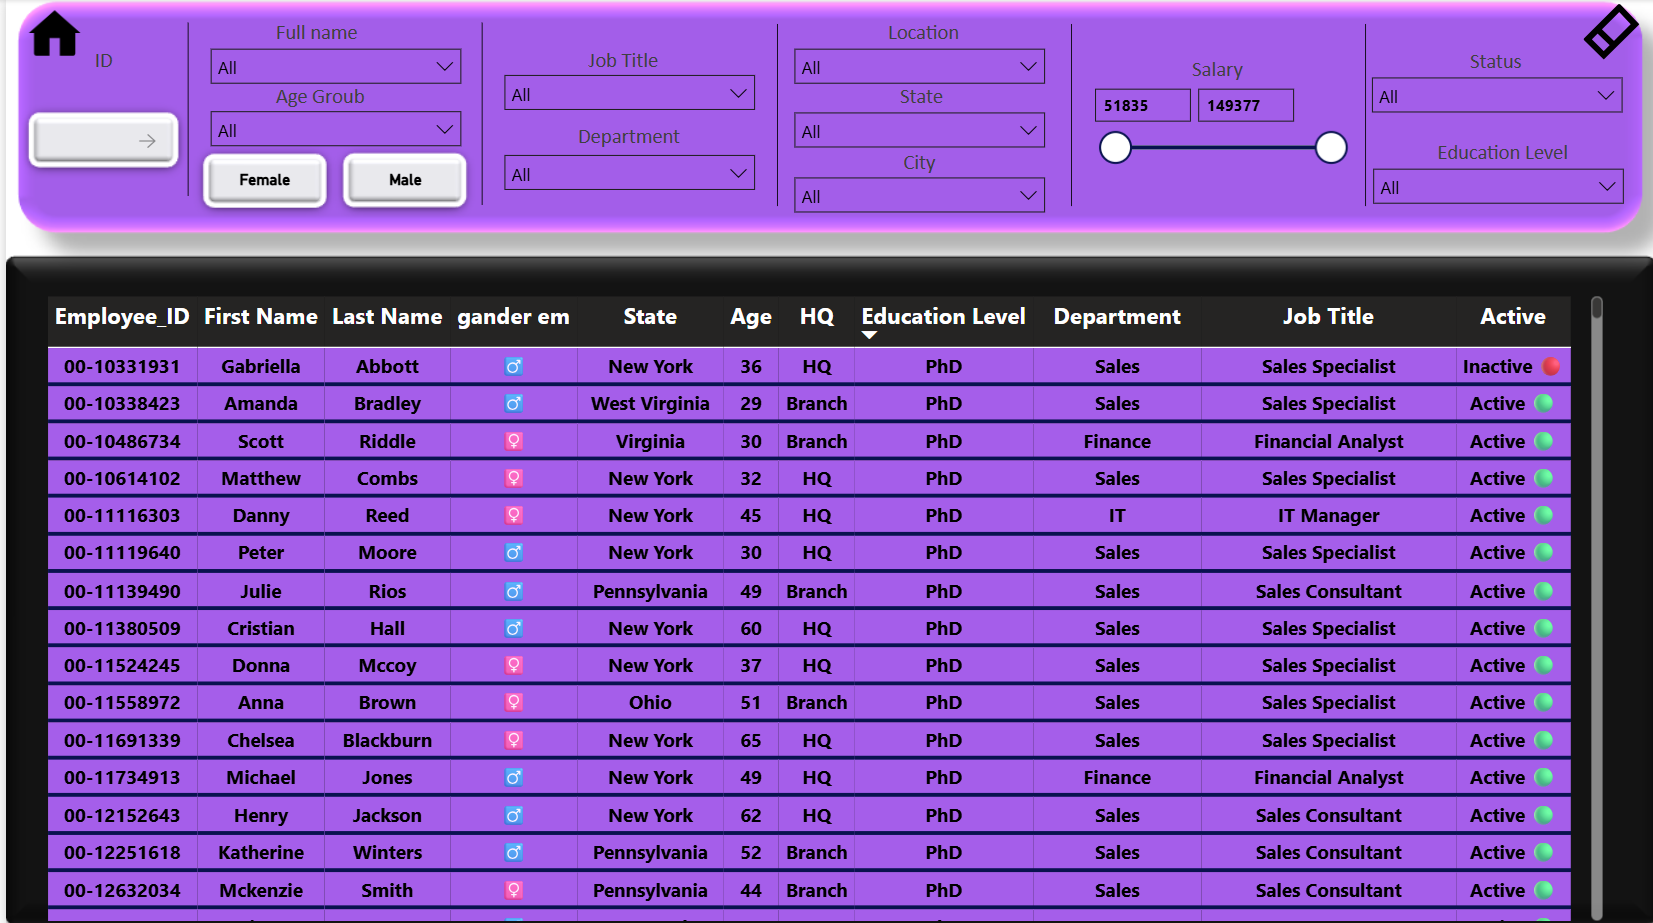 ID
Full name
All
Age Groub
All
Female Male
Job Title
All
Department
All
Location
All
State
All
City
All
Salary
51835 149377
Status
All
Education Level
All
Employee_ID First Name Last Name gander em State Age HQ Education Level Department Job Title Active
00-10331931 Gabriella Abbott ♂ New York 36 HQ PhD Sales Sales Specialist Inactive
00-10338423 Amanda Bradley ♂ West Virginia 29 Branch PhD Sales Sales Specialist Active
00-10486734 Scott Riddle ♀ Virginia 30 Branch PhD Finance Financial Analyst Active
00-10614102 Matthew Combs ♀ New York 32 HQ PhD Sales Sales Specialist Active
00-11116303 Danny Reed ♀ New York 45 HQ PhD IT IT Manager Active
00-11119640 Peter Moore ♂ New York 30 HQ PhD Sales Sales Specialist Active
00-11139490 Julie Rios ♂ Pennsylvania 49 Branch PhD Sales Sales Consultant Active
00-11380509 Cristian Hall ♂ New York 60 HQ PhD Sales Sales Specialist Active
00-11524245 Donna Mccoy ♀ New York 37 HQ PhD Sales Sales Specialist Active
00-11558972 Anna Brown ♀ Ohio 51 Branch PhD Sales Sales Specialist Active
00-11691339 Chelsea Blackburn ♀ New York 65 HQ PhD Sales Sales Specialist Active
00-11734913 Michael Jones ♂ New York 49 HQ PhD Finance Financial Analyst Active
00-12152643 Henry Jackson ♂ New York 62 HQ PhD Sales Sales Consultant Active
00-12251618 Katherine Winters ♂ Pennsylvania 52 Branch PhD Sales Sales Consultant Active
00-12632034 Mckenzie Smith ♀ Pennsylvania 44 Branch PhD Sales Sales Consultant Active